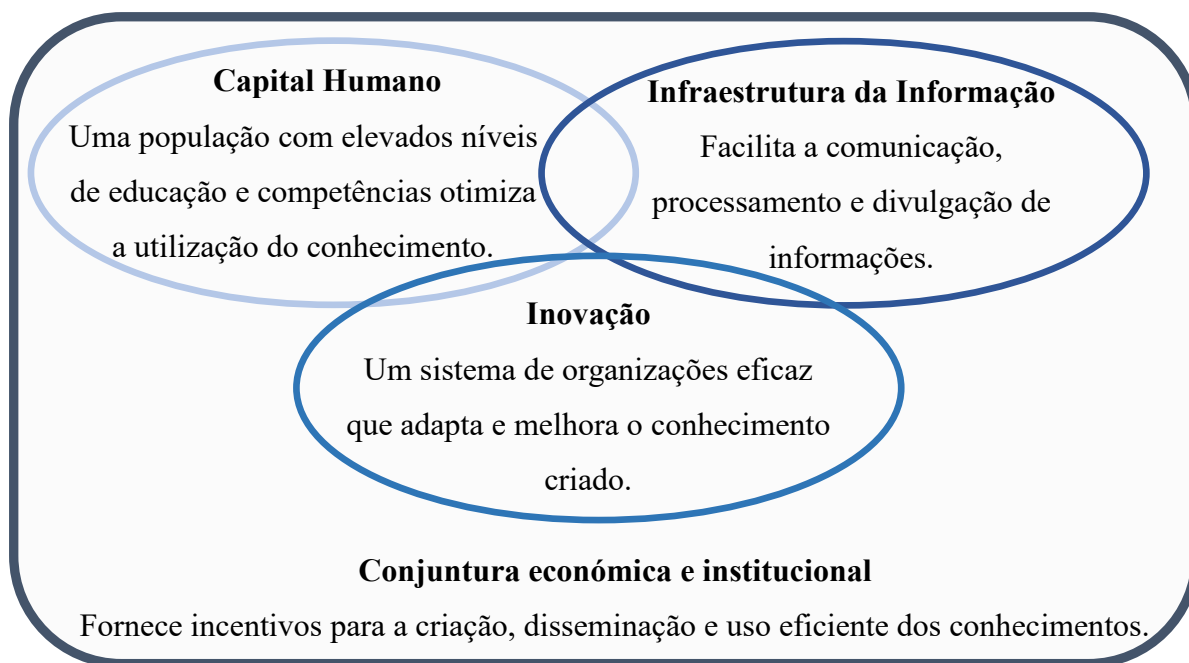 Capital Humano
Uma população com elevados níveis
de educação e competências otimiza
a utilização do conhecimento.
Infraestrutura da Informação
Facilita a comunicação,
processamento e divulgação de
informações.
Inovação
Um sistema de organizações eficaz
que adapta e melhora o conhecimento
criado.
Conjuntura económica e institucional
Fornece incentivos para a criação, disseminação e uso eficiente dos conhecimentos.